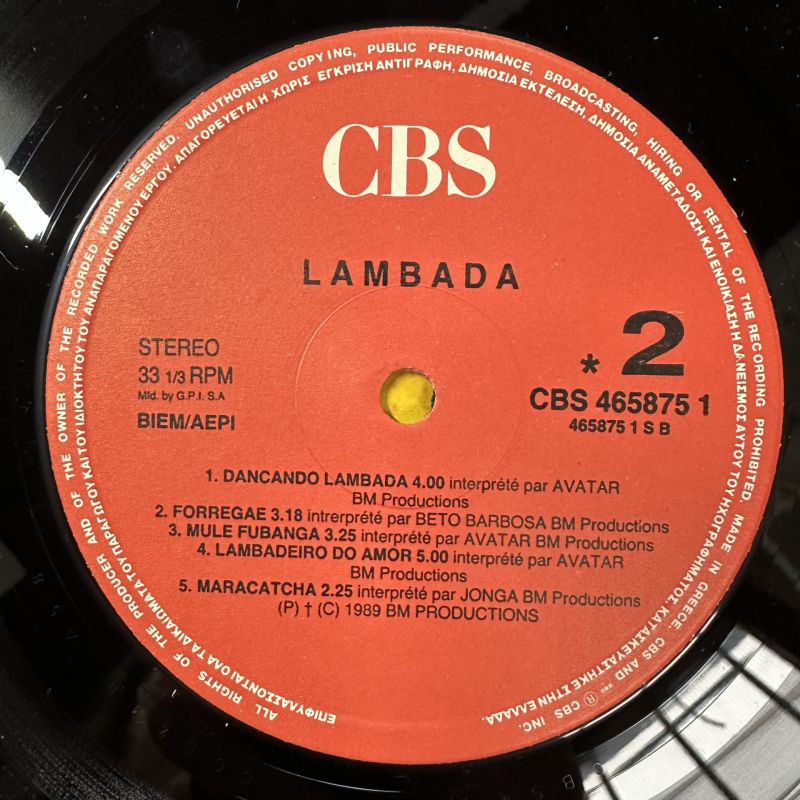 ALL RIGHTS OF THE PRODUCER AND OF THE OWNER OF THE RECORDED WORK RESERVED. UNAUTHORISED COPYING, PUBLIC PERFORMANCE, BROADCASTING, HIRING OR RENTAL OF THE RECORDING PROHIBITED. MADE IN GREECE. CBS AND ® CBS INC.
ΕΠΙΦΥΛΑΣΣΟΝΤΑΙ ΟΛΑ ΤΑ ΔΙΚΑΙΩΜΑΤΑ ΤΟΥ ΠΑΡΑΓΩΓΟΥ ΚΑΙ ΤΟΥ ΙΔΙΟΚΤΗΤΟΥ ΤΟΥ ΑΝΑΠΑΡΑΓΟΜΕΝΟΥ ΕΡΓΟΥ. ΑΠΑΓΟΡΕΥΕΤΑΙ Η ΧΩΡΙΣ ΕΓΚΡΙΣΗ ΑΝΤΙΓΡΑΦΗ, ΔΗΜΟΣΙΑ ΕΚΤΕΛΕΣΗ, ΔΗΜΟΣΙΑ ΑΝΑΜΕΤΑΔΟΣΗ ΚΑΙ ΕΝΟΙΚΙΑΣΗ Η ΔΑΝΕΙΣΜΟΣ ΑΥΤΟΥ ΤΟΥ ΗΧΟΓΡΑΦΗΜΑΤΟΣ. ΚΑΤΑΣΚΕΥΑΣΤΗΚΕ ΣΤΗΝ ΕΛΛΑΔΑ.
CBS
LAMBADA
STEREO
33 1/3 RPM
Mfd. by G.P.I. S.A
BIEM/AEPI
* 2
CBS 465875 1
465875 1 S B
1. DANCANDO LAMBADA 4.00 interprété par AVATAR
BM Productions
2. FORREGAE 3.18 intrerprété par BETO BARBOSA BM Productions
3. MULE FUBANGA 3.25 interprété par AVATAR BM Productions
4. LAMBADEIRO DO AMOR 5.00 interprété par AVATAR
BM Productions
5. MARACATCHA 2.25 interprété par JONGA BM Productions
(P) † (C) 1989 BM PRODUCTIONS